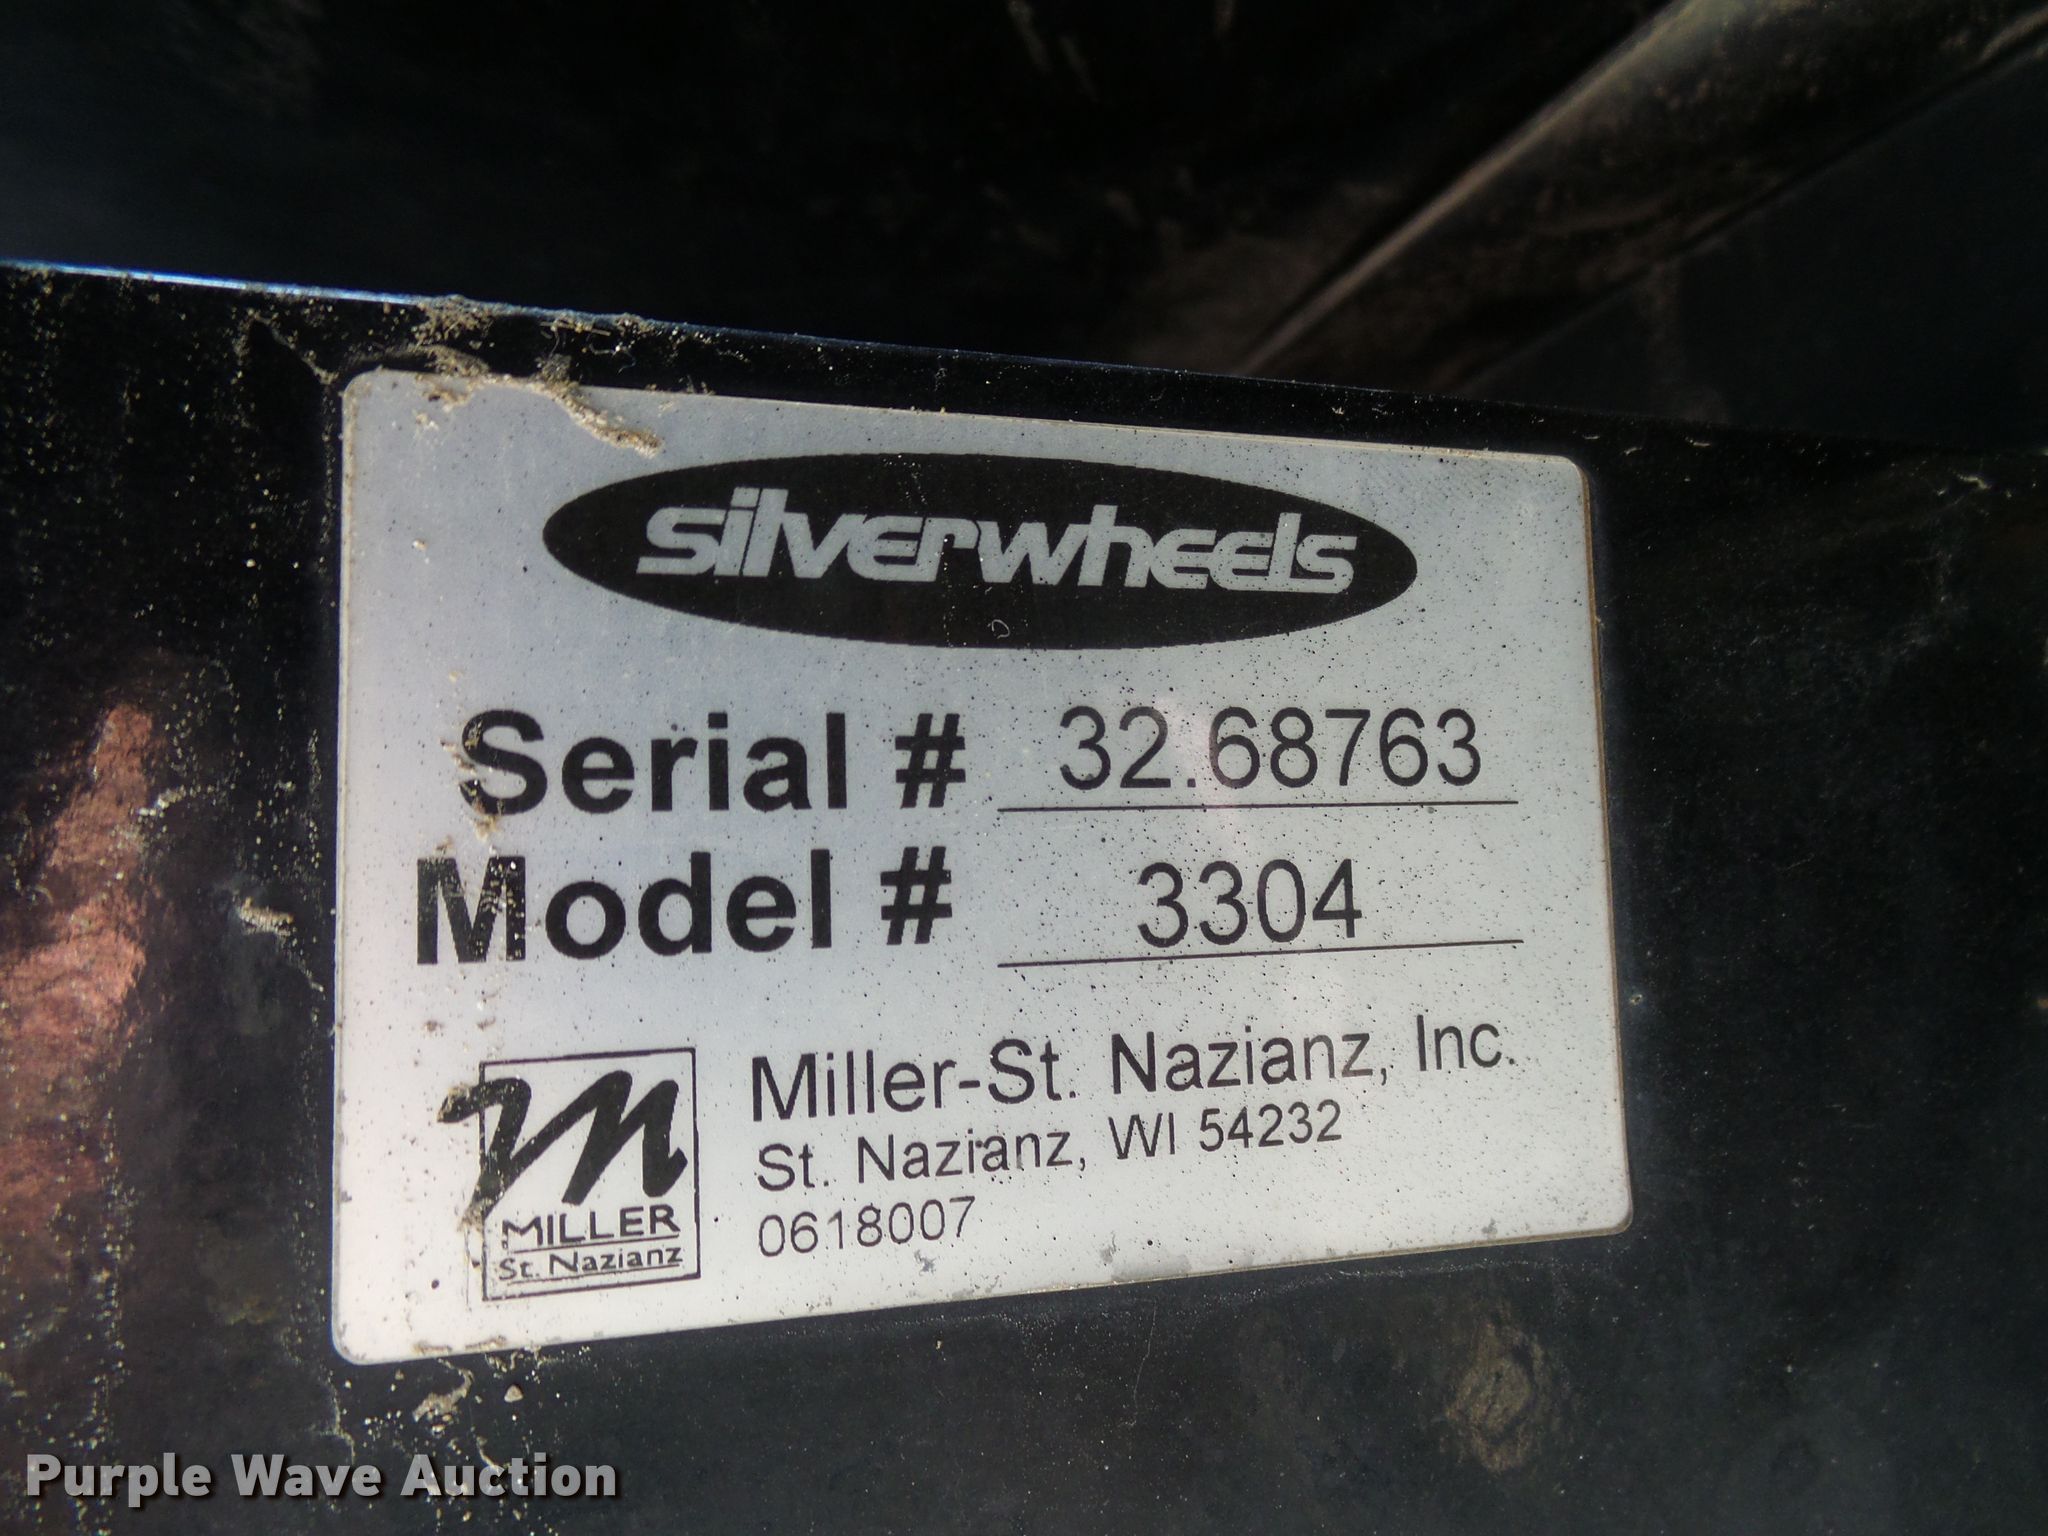 silverwheels
Serial # 32.68763
Model # 3304
Miller-St. Nazianz, Inc.
St. Nazianz, WI 54232
0618007
M
MILLER
St. Nazianz
Purple Wave Auction